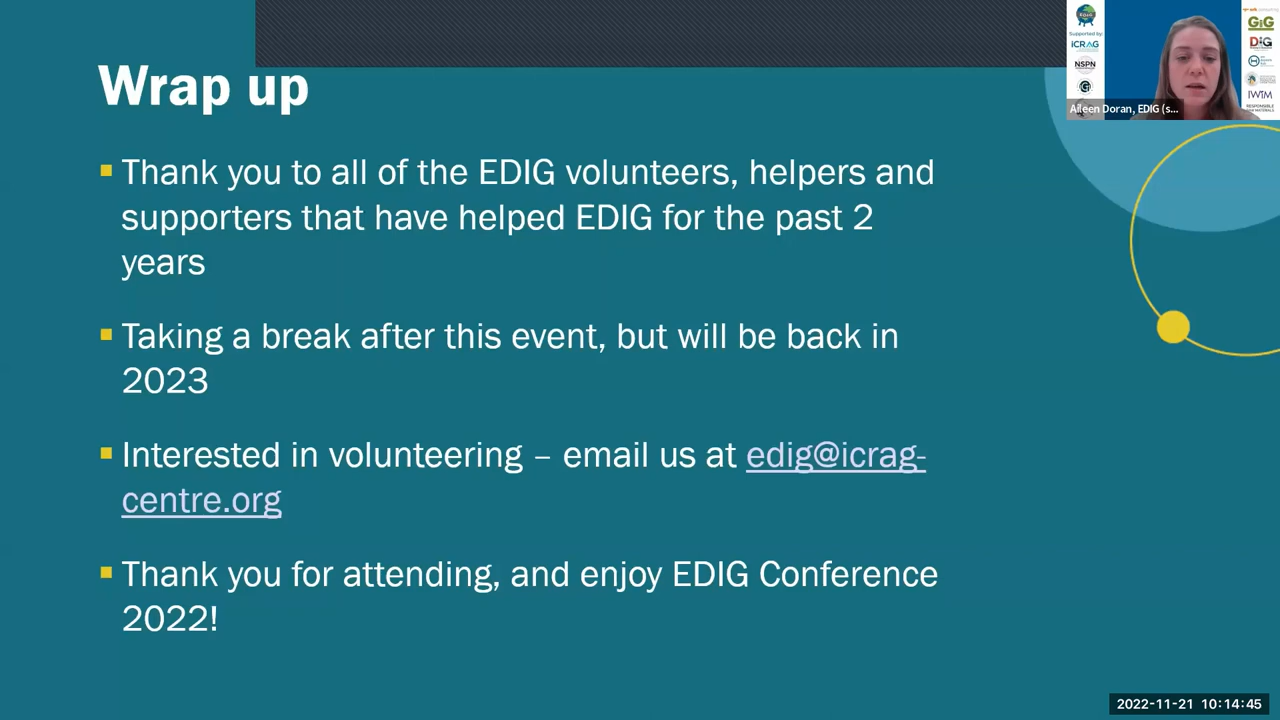 Wrap up
Thank you to all of the EDIG volunteers, helpers and
supporters that have helped EDIG for the past 2
years
Taking a break after this event, but will be back in
2023
Interested in volunteering – email us at edig@icrag-
centre.org
Thank you for attending, and enjoy EDIG Conference
2022!
Supported by:
iCRAG
NSPN
Aileen Doran, EDIG (s...
GiG
DiG
IWiM
2022-11-21 10:14:45